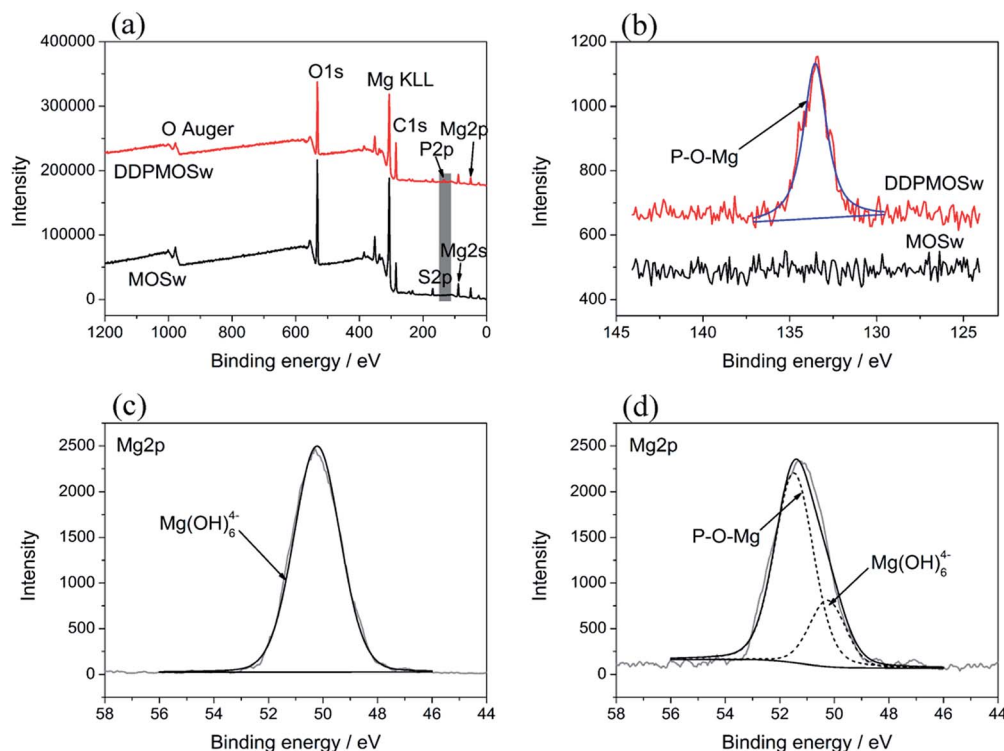 (a)
400000
300000
200000
100000
0
Intensity
O1s
Mg KLL
O Auger
C1s
Mg2p
P2p
DDPMOSw
Mg2s
S2p
MOSw
1200 1000 800 600 400 200 0
Binding energy / eV
(b)
1200
1000
800
600
400
Intensity
P-O-Mg
DDPMOSw
MOSw
145 140 135 130 125
Binding energy / eV
(c)
Mg2p
2500
2000
1500
1000
500
0
Intensity
Mg(OH)₆⁴⁻
58 56 54 52 50 48 46 44
Binding energy / eV
(d)
Mg2p
2500
2000
1500
1000
500
0
Intensity
P-O-Mg
Mg(OH)₆⁴⁻
58 56 54 52 50 48 46 44
Binding energy / eV